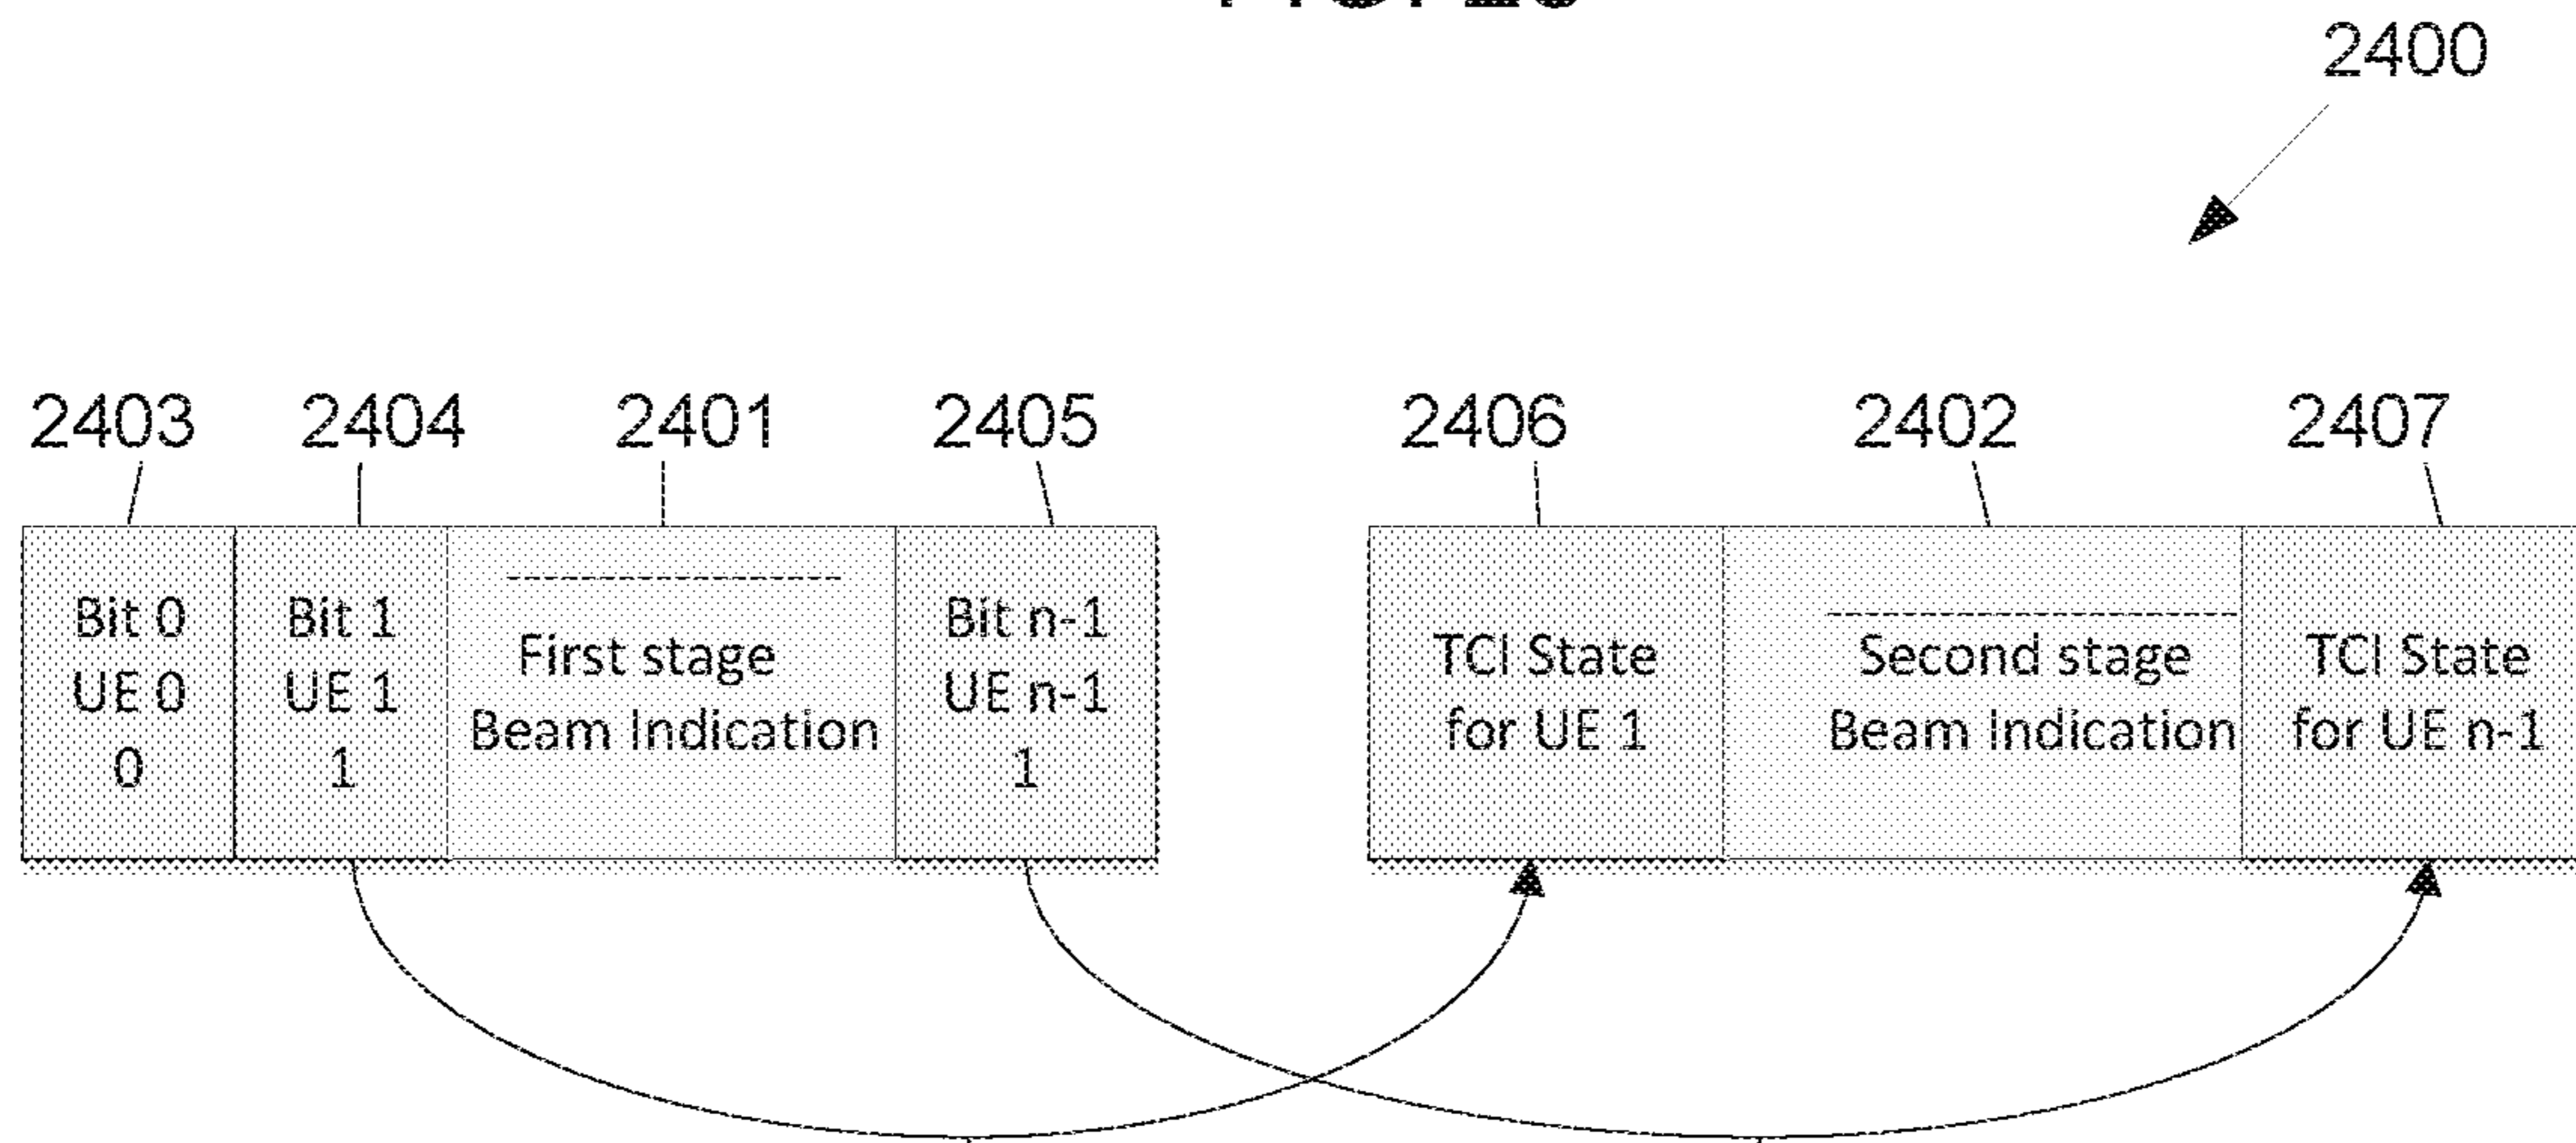 2400
2403 2404 2401 2405 2406 2402 2407
Bit 0
UE 0
0
Bit 1
UE 1
1
First stage
Beam Indication
Bit n-1
UE n-1
1
TCI State
for UE 1
Second stage
Beam Indication
TCI State
for UE n-1